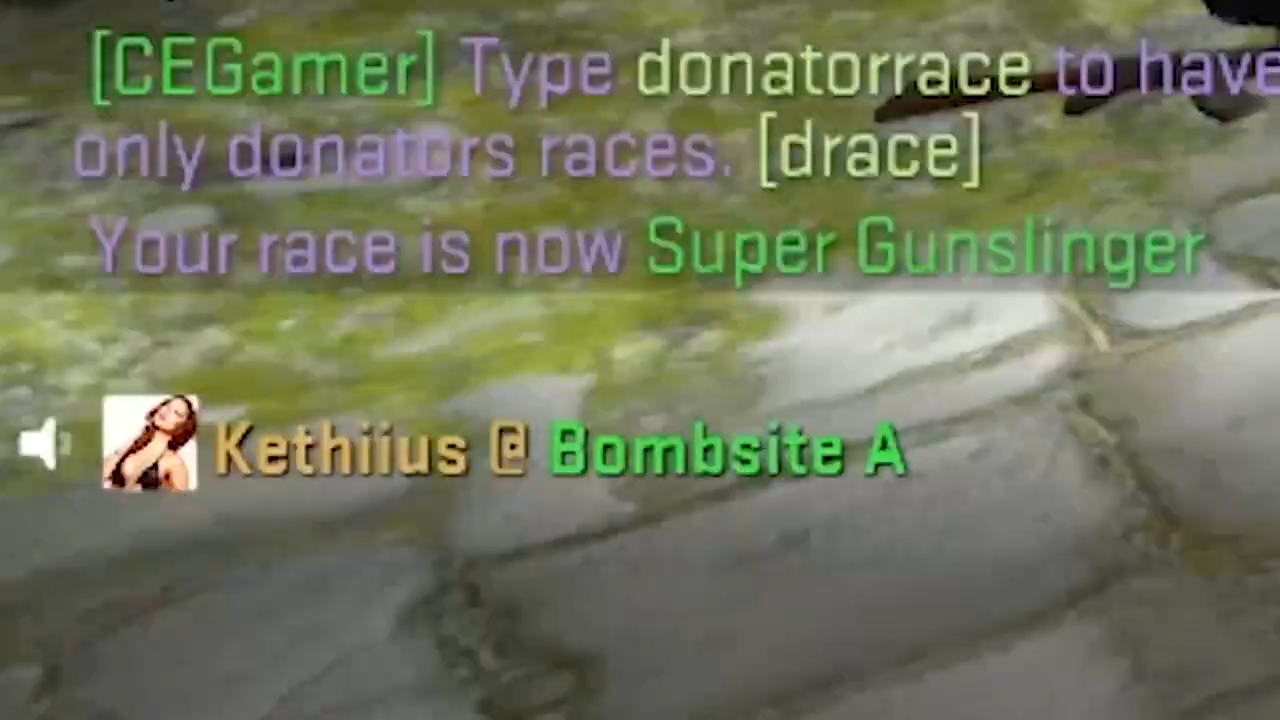 [CEGamer] Type donatorrace to have
only donators races. [drace]
Your race is now Super Gunslinger
Kethiius @ Bombsite A